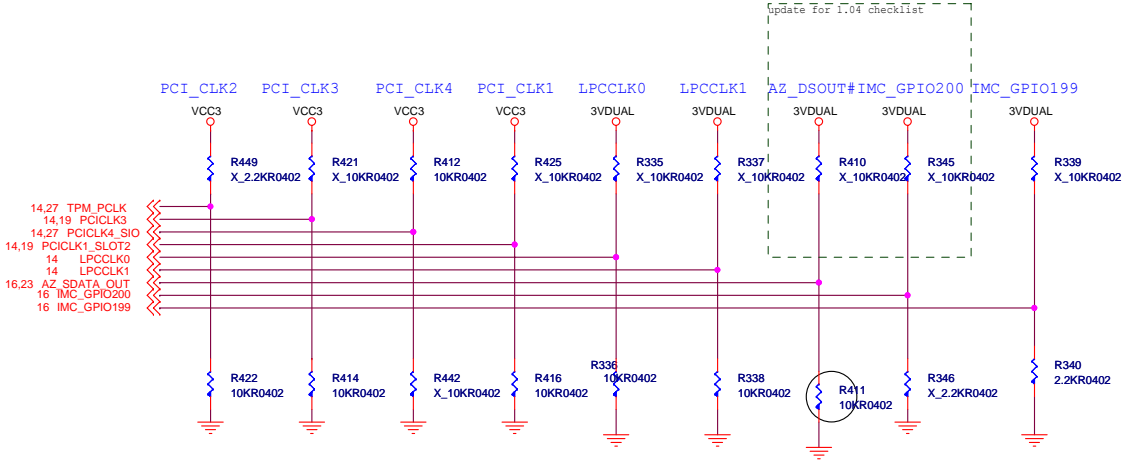 update for 1.04 checklist
PCI_CLK2 PCI_CLK3 PCI_CLK4 PCI_CLK1 LPCCLK0 LPCCLK1 AZ_DSOUT# IMC_GPIO200 IMC_GPIO199
VCC3 VCC3 VCC3 VCC3 3VDUAL 3VDUAL 3VDUAL 3VDUAL 3VDUAL
R449 R421 R412 R425 R335 R337 R410 R345 R339
X_2.2KR0402 X_10KR0402 10KR0402 X_10KR0402 X_10KR0402 X_10KR0402 X_10KR0402 X_10KR0402 X_10KR0402
14,27 TPM_PCLK
14,19 PCICLK3
14,27 PCICLK4_SIO
14,19 PCICLK1_SLOT2
14 LPCCLK0
14 LPCCLK1
16,23 AZ_SDATA_OUT
16 IMC_GPIO200
16 IMC_GPIO199
R422 R414 R442 R416 R336 R338 R411 R346 R340
10KR0402 10KR0402 X_10KR0402 10KR0402 10KR0402 10KR0402 10KR0402 X_2.2KR0402 2.2KR0402